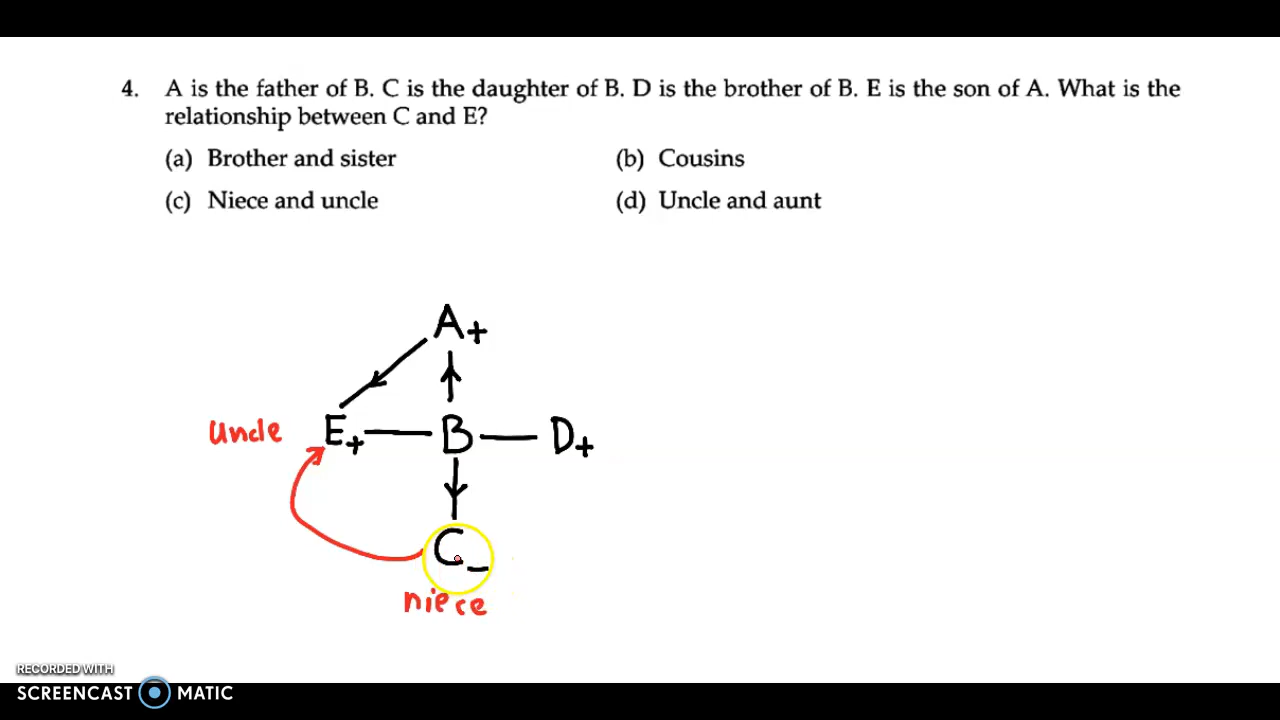 4. A is the father of B. C is the daughter of B. D is the brother of B. E is the son of A. What is the
relationship between C and E?
(a) Brother and sister (b) Cousins
(c) Niece and uncle (d) Uncle and aunt
A+
Uncle E+ B D+
C-
niece
RECORDED WITH
SCREENCAST MATIC